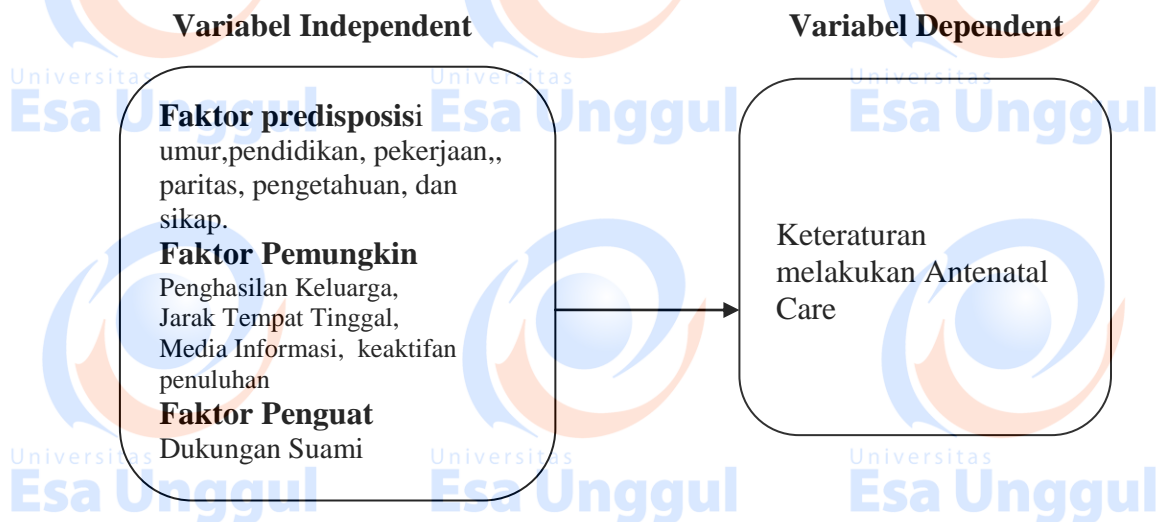 Variabel Independent
Variabel Dependent
Universitas
Esa Unggul
Universitas
Esa Unggul
Universitas
Esa Unggul
Faktor predisposisi
umur,pendidikan, pekerjaan,,
paritas, pengetahuan, dan
sikap.
Faktor Pemungkin
Penghasilan Keluarga,
Jarak Tempat Tinggal,
Media Informasi, keaktifan
penuluhan
Faktor Penguat
Dukungan Suami
Keteraturan
melakukan Antenatal
Care
Universitas
Esa Unggul
Universitas
Esa Unggul
Universitas
Esa Unggul